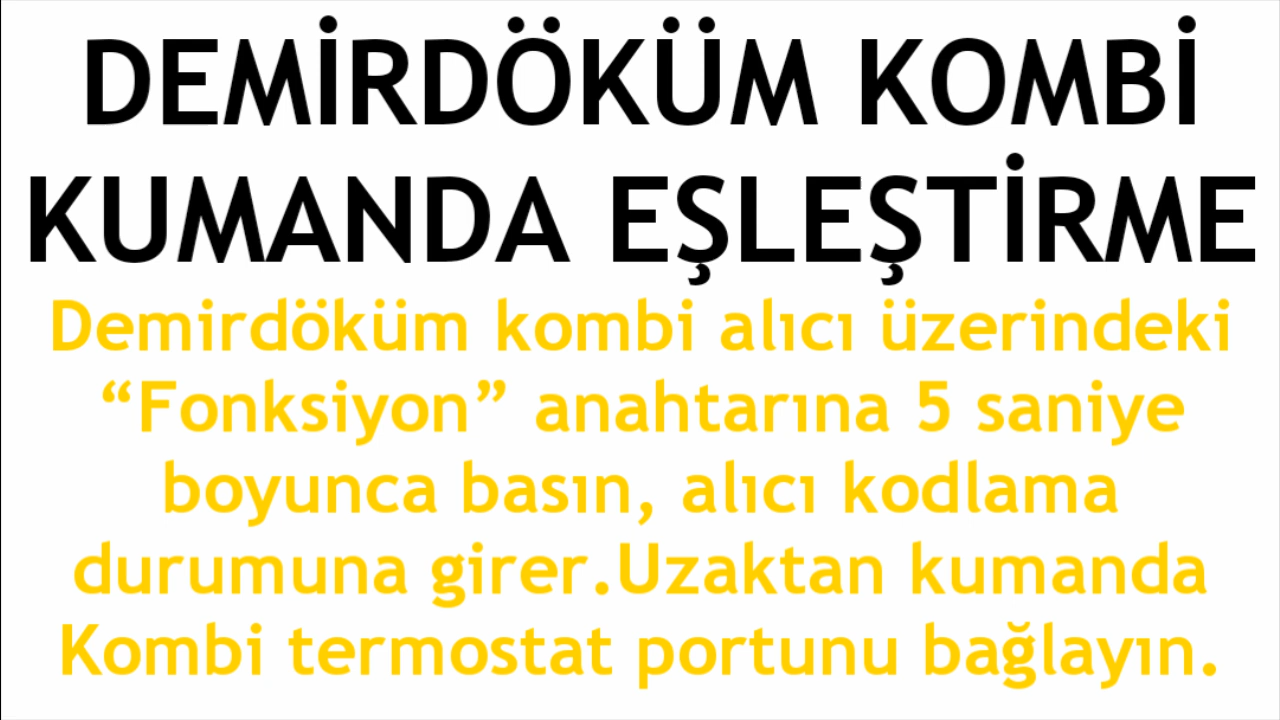 DEMİRDÖKÜM KOMBİ
KUMANDA EŞLEŞTİRME
Demirdöküm kombi alıcı üzerindeki
“Fonksiyon” anahtarına 5 saniye
boyunca basın, alıcı kodlama
durumuna girer.Uzaktan kumanda
Kombi termostat portunu bağlayın.